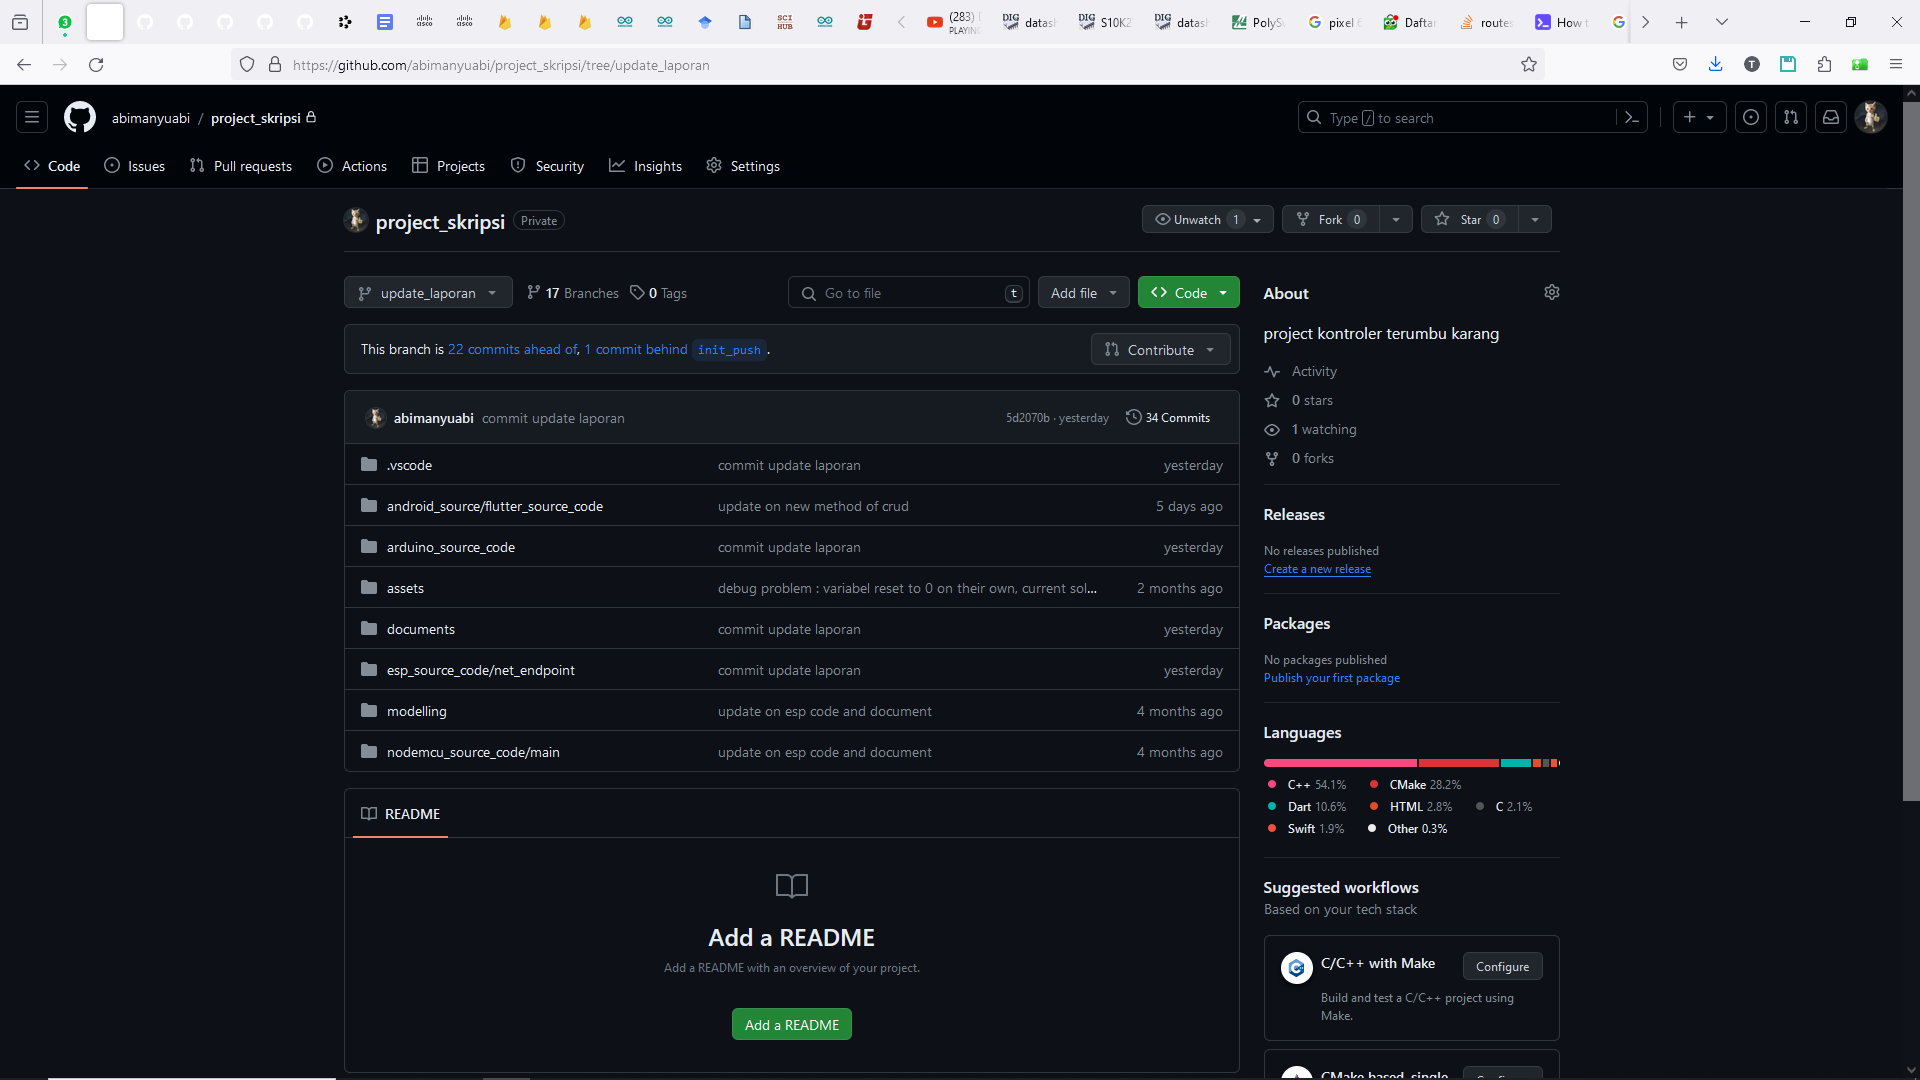 3
(283)
PLAYING
datash
S10K2
datash
PolySw
pixel 6
Daftar
routes
How t
https://github.com/abimanyuabi/project_skripsi/tree/update_laporan
abimanyuabi / project_skripsi
Type / to search
Code Issues Pull requests Actions Projects Security Insights Settings
project_skripsi Private
Unwatch 1 Fork 0 Star 0
update_laporan 17 Branches 0 Tags
Go to file t
Add file
Code
This branch is 22 commits ahead of, 1 commit behind init_push .
Contribute
abimanyuabi commit update laporan 5d2070b · yesterday 34 Commits
.vscode commit update laporan yesterday
android_source/flutter_source_code update on new method of crud 5 days ago
arduino_source_code commit update laporan yesterday
assets debug problem : variabel reset to 0 on their own, current sol... 2 months ago
documents commit update laporan yesterday
esp_source_code/net_endpoint commit update laporan yesterday
modelling update on esp code and document 4 months ago
nodemcu_source_code/main update on esp code and document 4 months ago
README
Add a README
Add a README with an overview of your project.
Add a README
About
project kontroler terumbu karang
Activity
0 stars
1 watching
0 forks
Releases
No releases published
Create a new release
Packages
No packages published
Publish your first package
Languages
C++ 54.1% CMake 28.2%
Dart 10.6% HTML 2.8% C 2.1%
Swift 1.9% Other 0.3%
Suggested workflows
Based on your tech stack
C/C++ with Make
Configure
Build and test a C/C++ project using
Make.
CMake based, single